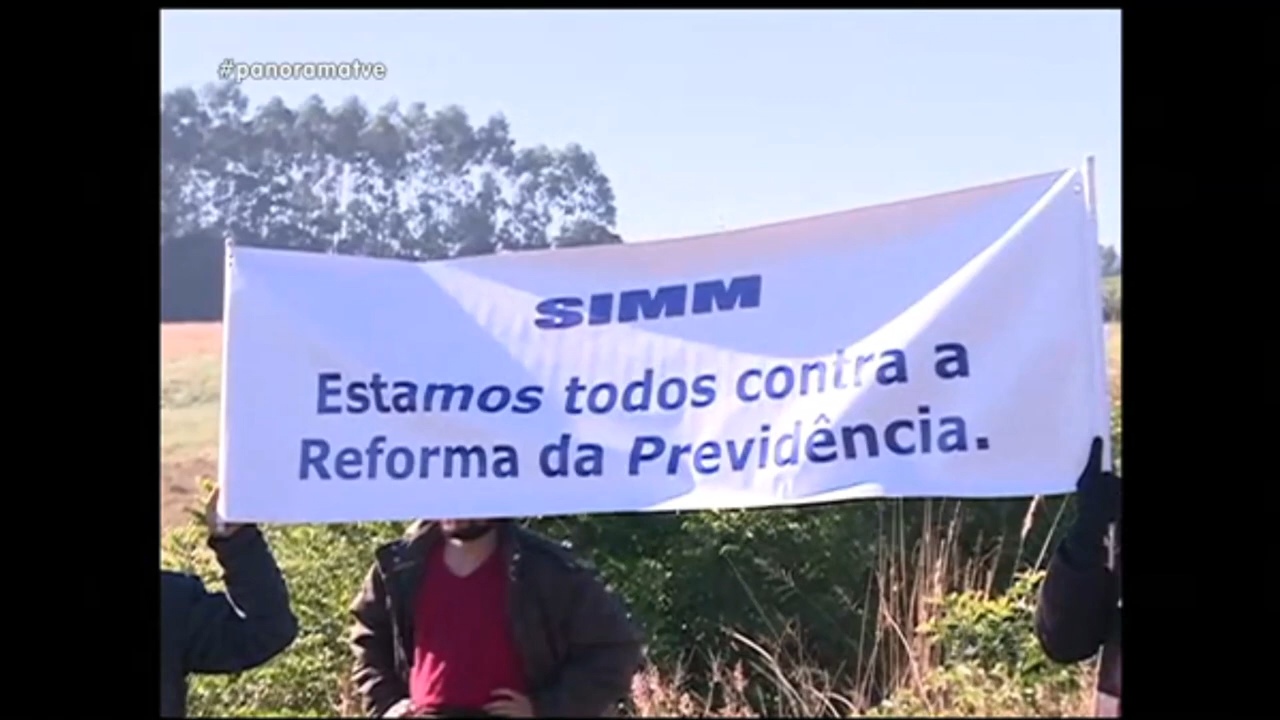 #panoramatve
SIMM
Estamos todos contra a
Reforma da Previdência.